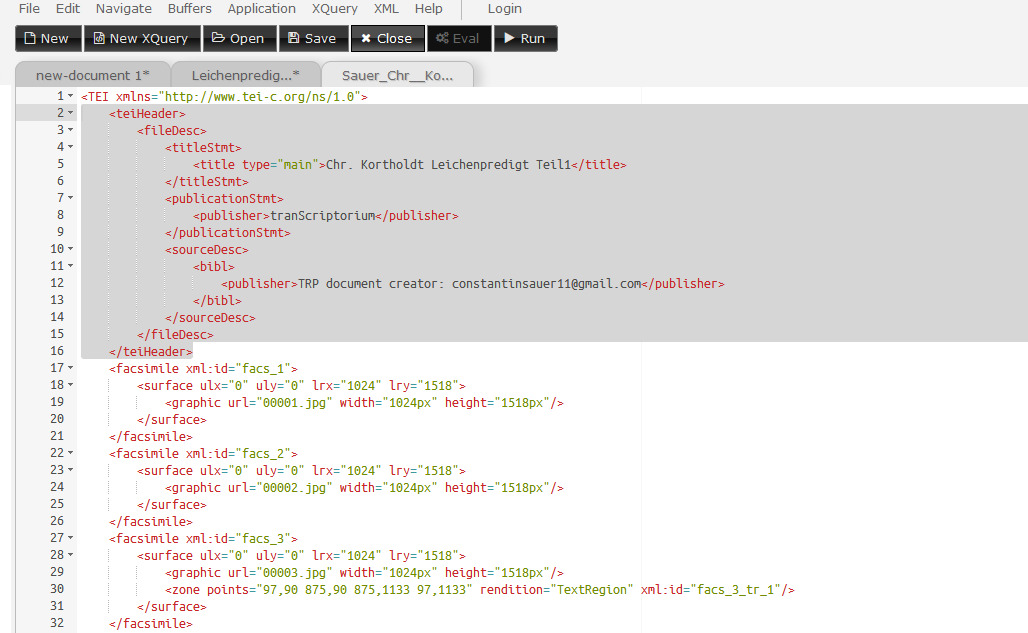 File Edit Navigate Buffers Application XQuery XML Help Login
New New XQuery Open Save Close Eval Run
new-document 1* Leichenpredig...* Sauer_Chr__Ko...
1 <TEI xmlns="http://www.tei-c.org/ns/1.0">
2 <teiHeader>
3 <fileDesc>
4 <titleStmt>
5 <title type="main">Chr. Kortholdt Leichenpredigt Teil1</title>
6 </titleStmt>
7 <publicationStmt>
8 <publisher>tranScriptorium</publisher>
9 </publicationStmt>
10 <sourceDesc>
11 <bibl>
12 <publisher>TRP document creator: constantinsauer11@gmail.com</publisher>
13 </bibl>
14 </sourceDesc>
15 </fileDesc>
16 </teiHeader>
17 <facsimile xml:id="facs_1">
18 <surface ulx="0" uly="0" lrx="1024" lry="1518">
19 <graphic url="00001.jpg" width="1024px" height="1518px"/>
20 </surface>
21 </facsimile>
22 <facsimile xml:id="facs_2">
23 <surface ulx="0" uly="0" lrx="1024" lry="1518">
24 <graphic url="00002.jpg" width="1024px" height="1518px"/>
25 </surface>
26 </facsimile>
27 <facsimile xml:id="facs_3">
28 <surface ulx="0" uly="0" lrx="1024" lry="1518">
29 <graphic url="00003.jpg" width="1024px" height="1518px"/>
30 <zone points="97,90 875,90 875,1133 97,1133" rendition="TextRegion" xml:id="facs_3_tr_1"/>
31 </surface>
32 </facsimile>